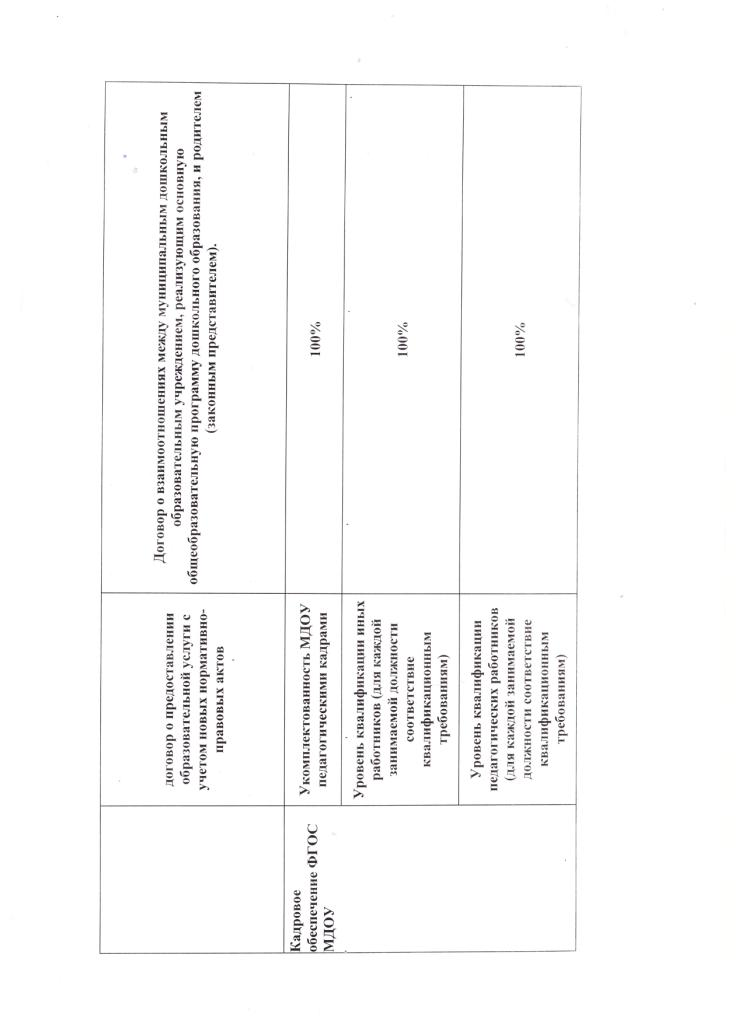 договор о предоставлении
образовательной услуги с
учетом новых нормативно-
правовых актов
Договор о взаимоотношениях между муниципальным дошкольным
образовательным учреждением, реализующим основную
общеобразовательную программу дошкольного образования, и родителем
(законным представителем).
Кадровое
обеспечение ФГОС
МДОУ
Укомплектованность МДОУ
педагогическими кадрами
100%
Уровень квалификации иных
работников (для каждой
занимаемой должности
соответствие
квалификационным
требованиям)
100%
Уровень квалификации
педагогических работников
(для каждой занимаемой
должности соответствие
квалификационным
требованиям)
100%